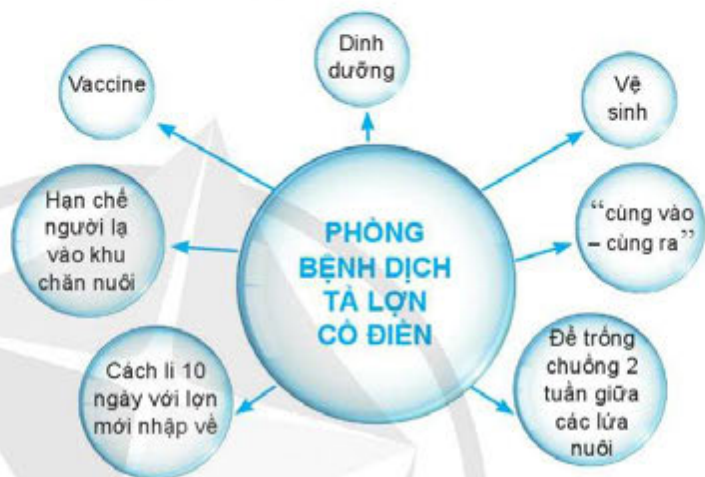 Dinh
dưỡng
Vaccine
Vệ
sinh
Hạn chế
người lạ
vào khu
chăn nuôi
PHÒNG
BỆNH DỊCH
TẢ LỢN
CỔ ĐIỂN
“cùng vào
– cùng ra”
Cách li 10
ngày với lợn
mới nhập về
Để trống
chuồng 2
tuần giữa
các lứa
nuôi